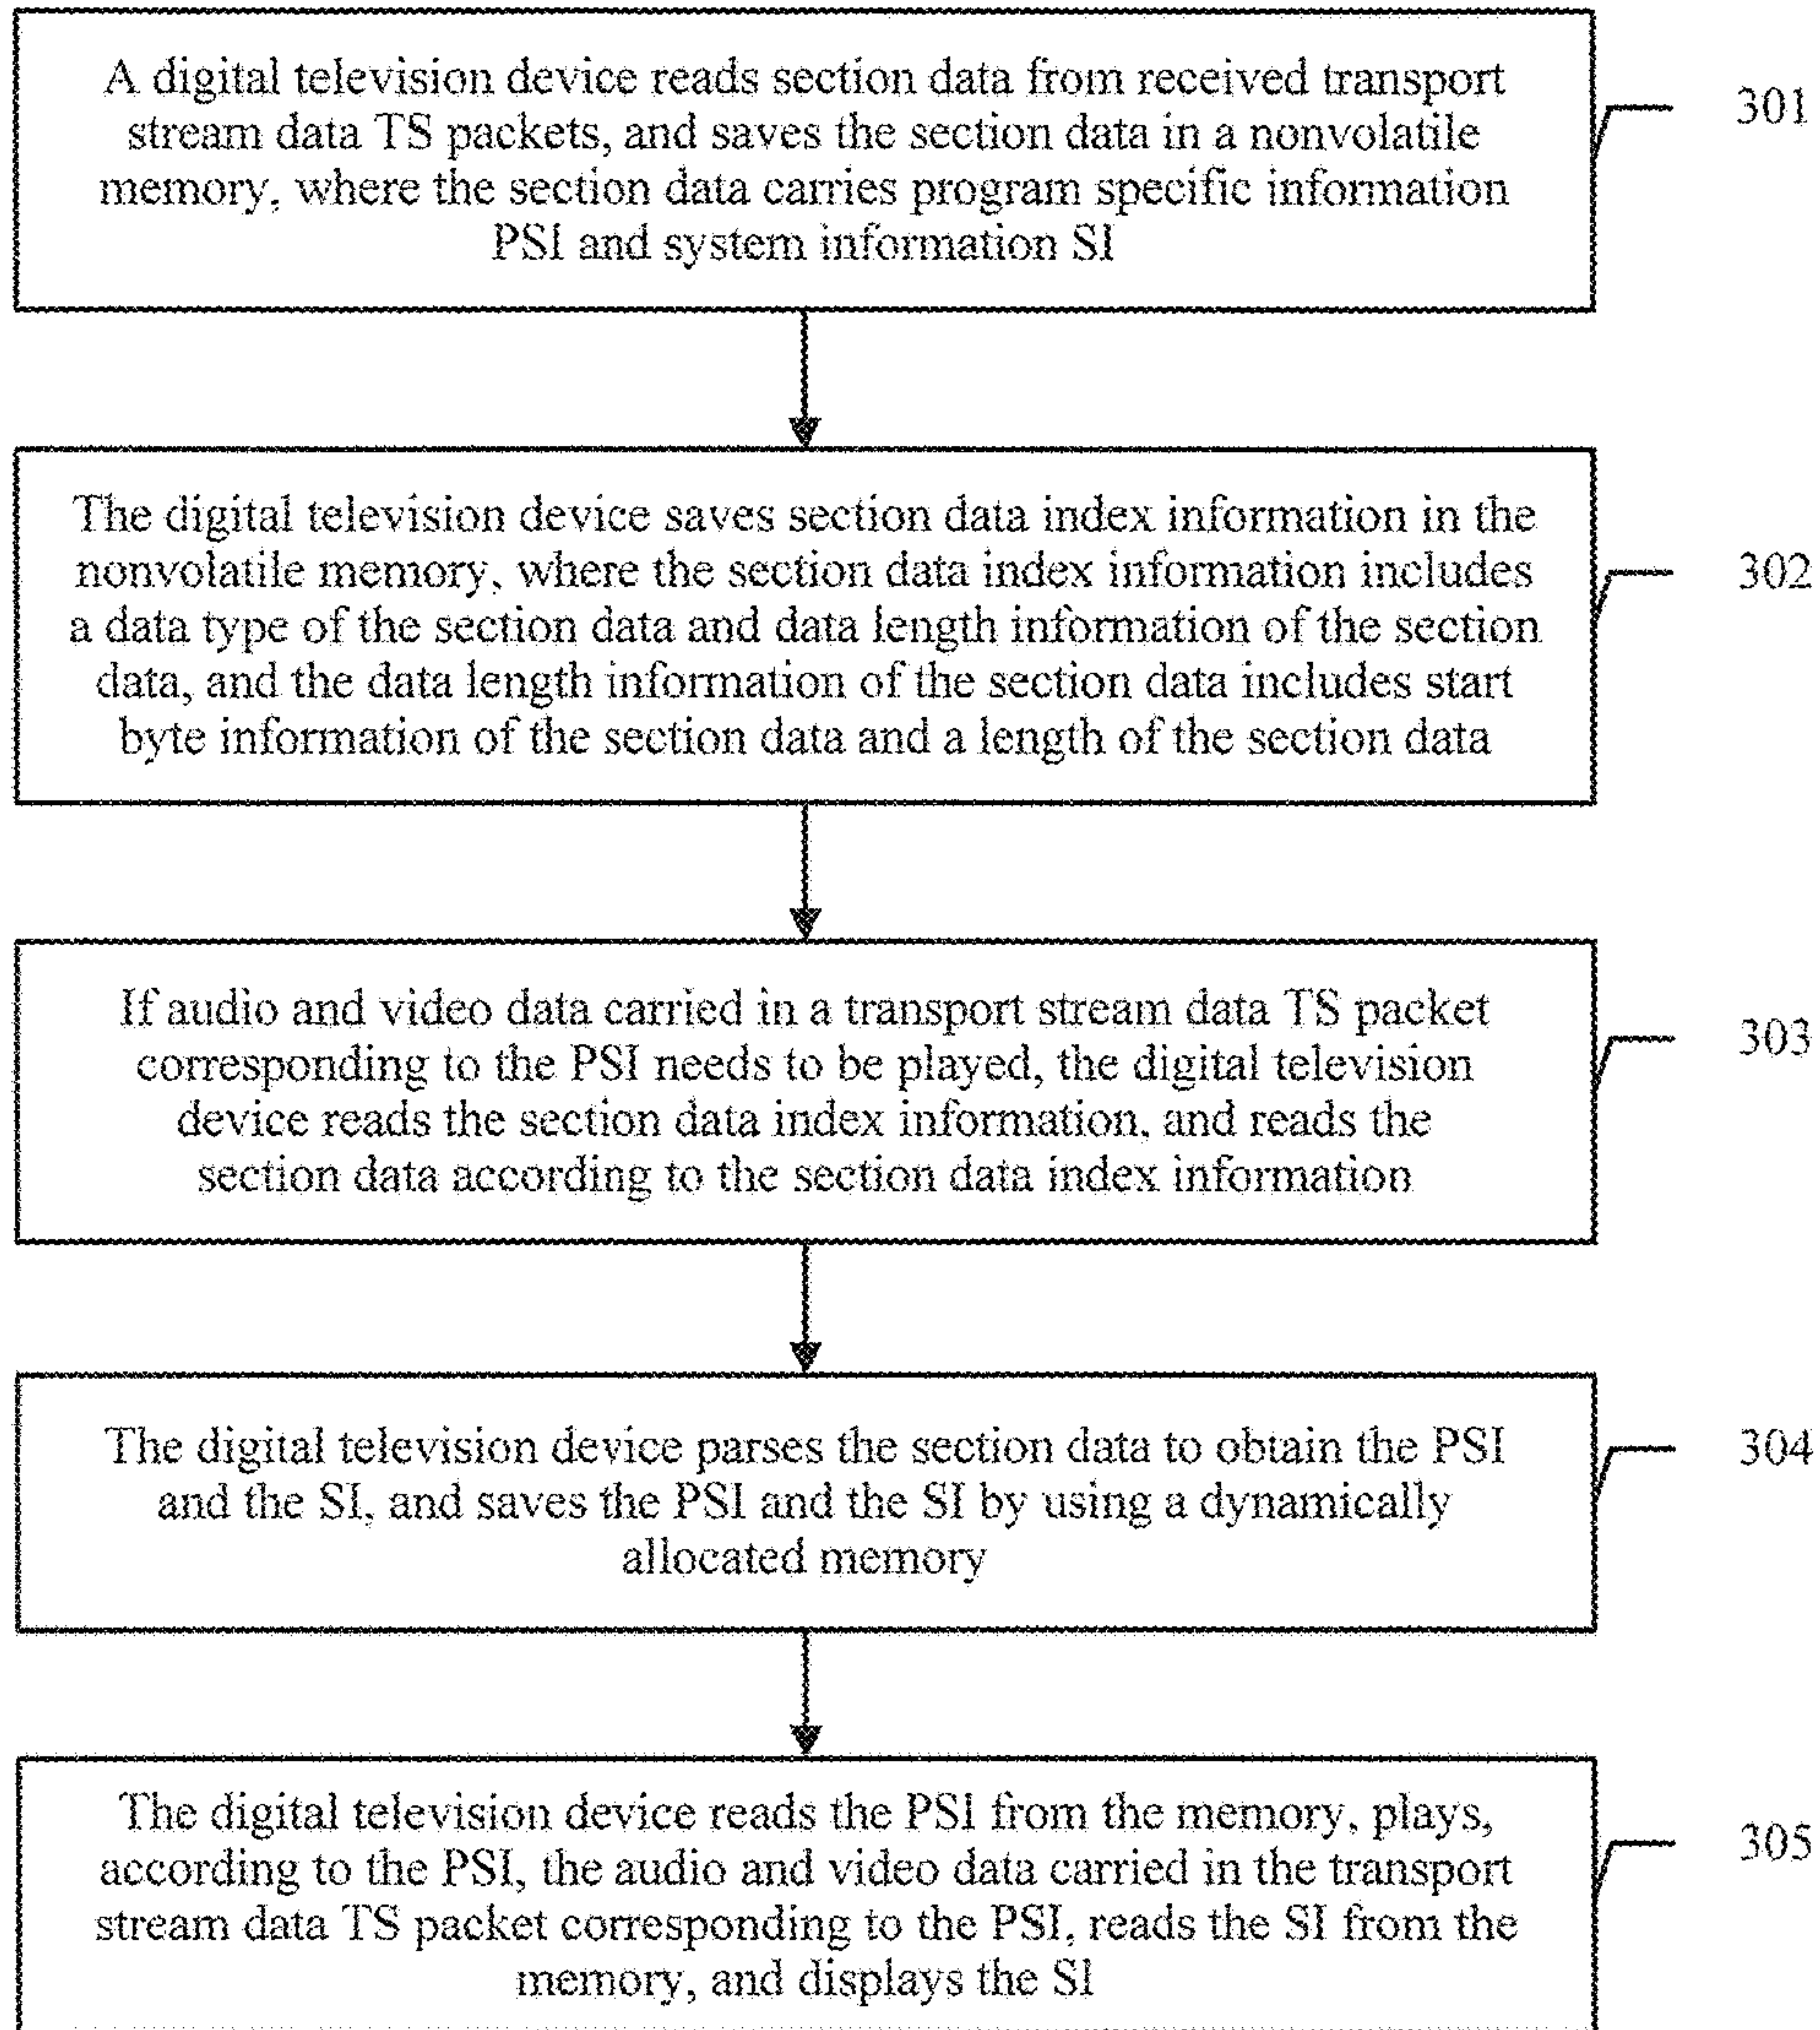 A digital television device reads section data from received transport
stream data TS packets, and saves the section data in a nonvolatile
memory, where the section data carries program specific information
PSI and system information SI
301
The digital television device saves section data index information in the
nonvolatile memory, where the section data index information includes
a data type of the section data and data length information of the section
data, and the data length information of the section data includes start
byte information of the section data and a length of the section data
302
If audio and video data carried in a transport stream data TS packet
corresponding to the PSI needs to be played, the digital television
device reads the section data index information, and reads the
section data according to the section data index information
303
The digital television device parses the section data to obtain the PSI
and the SI, and saves the PSI and the SI by using a dynamically
allocated memory
304
The digital television device reads the PSI from the memory, plays,
according to the PSI, the audio and video data carried in the transport
stream data TS packet corresponding to the PSI, reads the SI from the
memory, and displays the SI
305